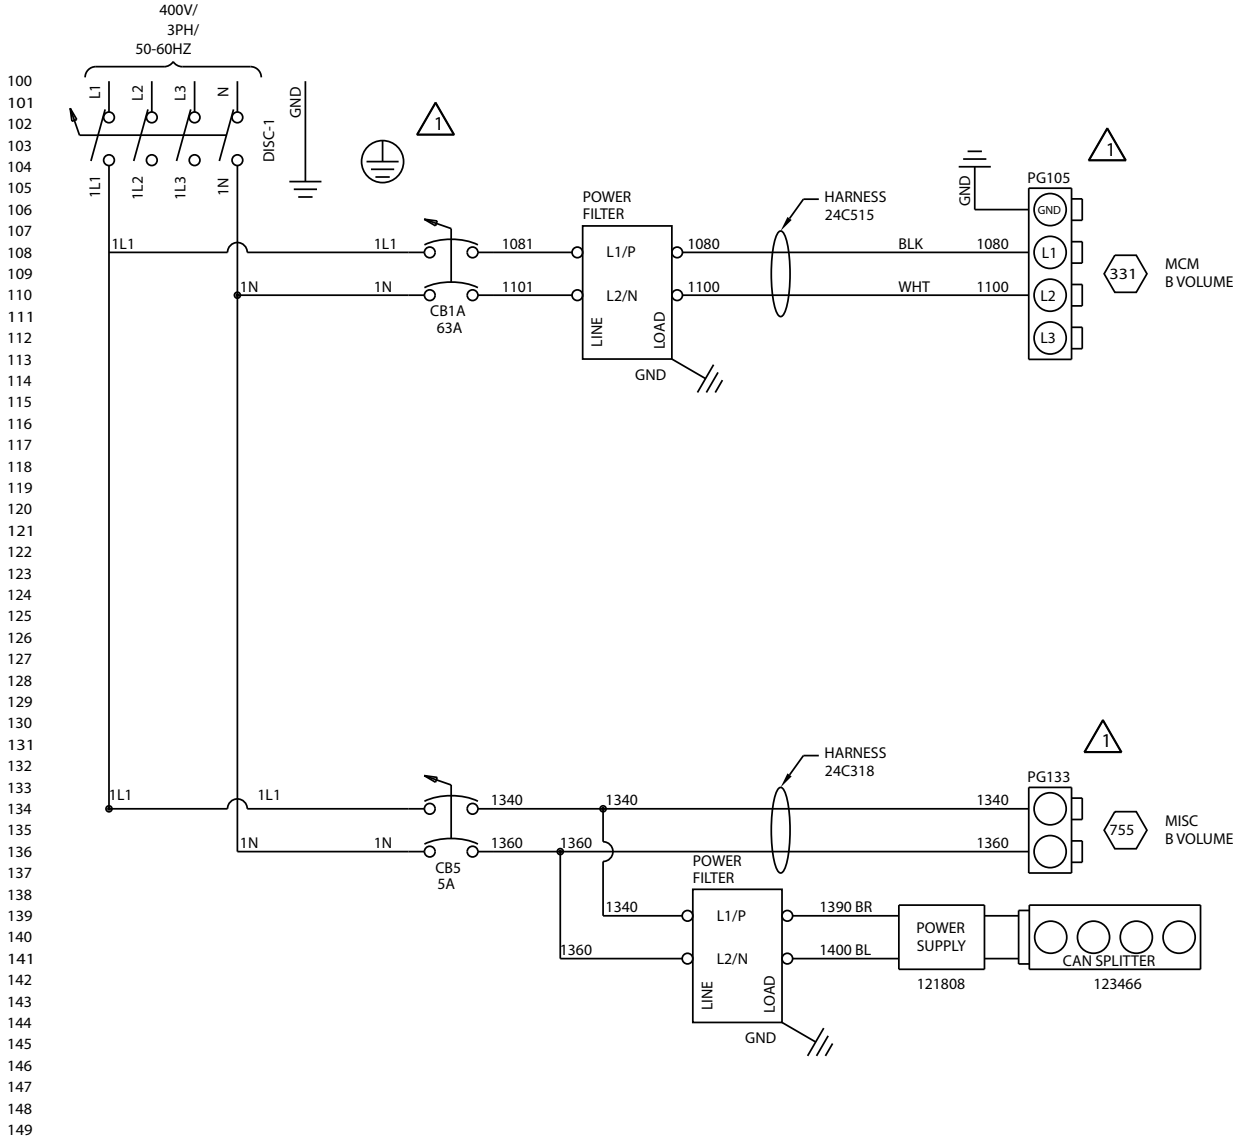 400V/
3PH/
50-60HZ
100
101
102
103
104
105
106
107
108
109
110
111
112
113
114
115
116
117
118
119
120
121
122
123
124
125
126
127
128
129
130
131
132
133
134
135
136
137
138
139
140
141
142
143
144
145
146
147
148
149
L1
L2
L3
N
GND
DISC-1
1L1
1L2
1L3
1N
1
1
GND
PG105
GND
POWER
FILTER
HARNESS
24C515
1L1
1L1
1081
L1/P
1080
BLK
1080
L1
331
MCM
B VOLUME
1N
1N
1101
L2/N
1100
WHT
1100
L2
CB1A
63A
LINE
LOAD
L3
GND
1
HARNESS
24C318
PG133
1L1
1L1
1340
1340
1340
755
MISC
B VOLUME
1N
1N
1360
1360
1360
CB5
5A
POWER
FILTER
1340
L1/P
1390 BR
POWER
SUPPLY
1360
L2/N
1400 BL
CAN SPLITTER
121808
123466
LINE
LOAD
GND